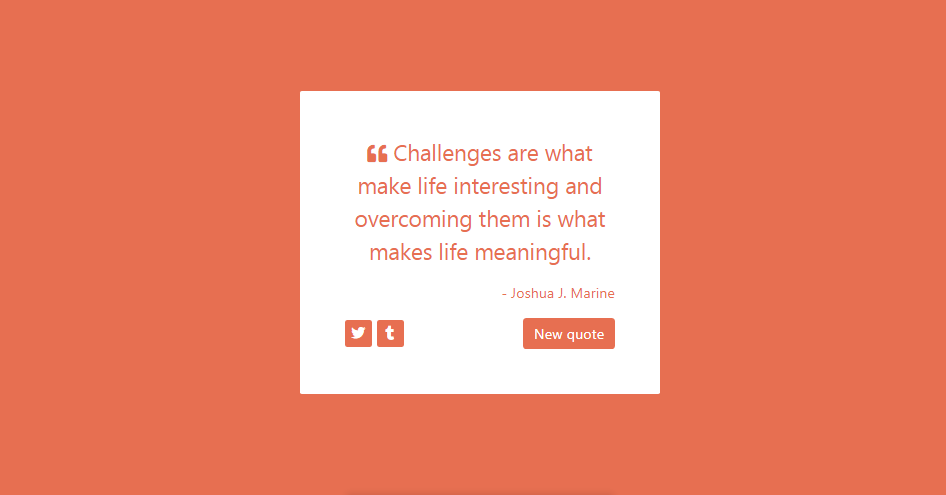 ❝ Challenges are what
make life interesting and
overcoming them is what
makes life meaningful.
- Joshua J. Marine
New quote